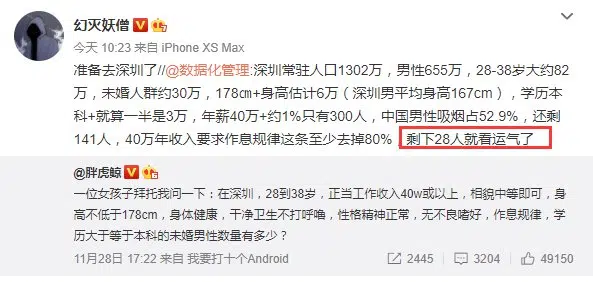 幻灭妖僧
今天 10:23 来自 iPhone XS Max
准备去深圳了//@数据化管理:深圳常驻人口1302万，男性655万，28-38岁大约82
万，未婚人群约30万，178㎝+身高估计6万（深圳男平均身高167cm），学历本
科+就算一半是3万，年薪40万+约1%只有300人，中国男性吸烟占52.9%，还剩
141人，40万年收入要求作息规律这条至少去掉80% 剩下28人就看运气了
@胖虎鲸
一位女孩子拜托我问一下：在深圳，28到38岁，正当工作收入40w或以上，相貌中等即可，身
高不低于178cm，身体健康，干净卫生不打呼噜，性格精神正常，无不良嗜好，作息规律，学
历大于等于本科的未婚男性数量有多少？
11月28日 17:22 来自 我要打十个Android 2445 3204 49150